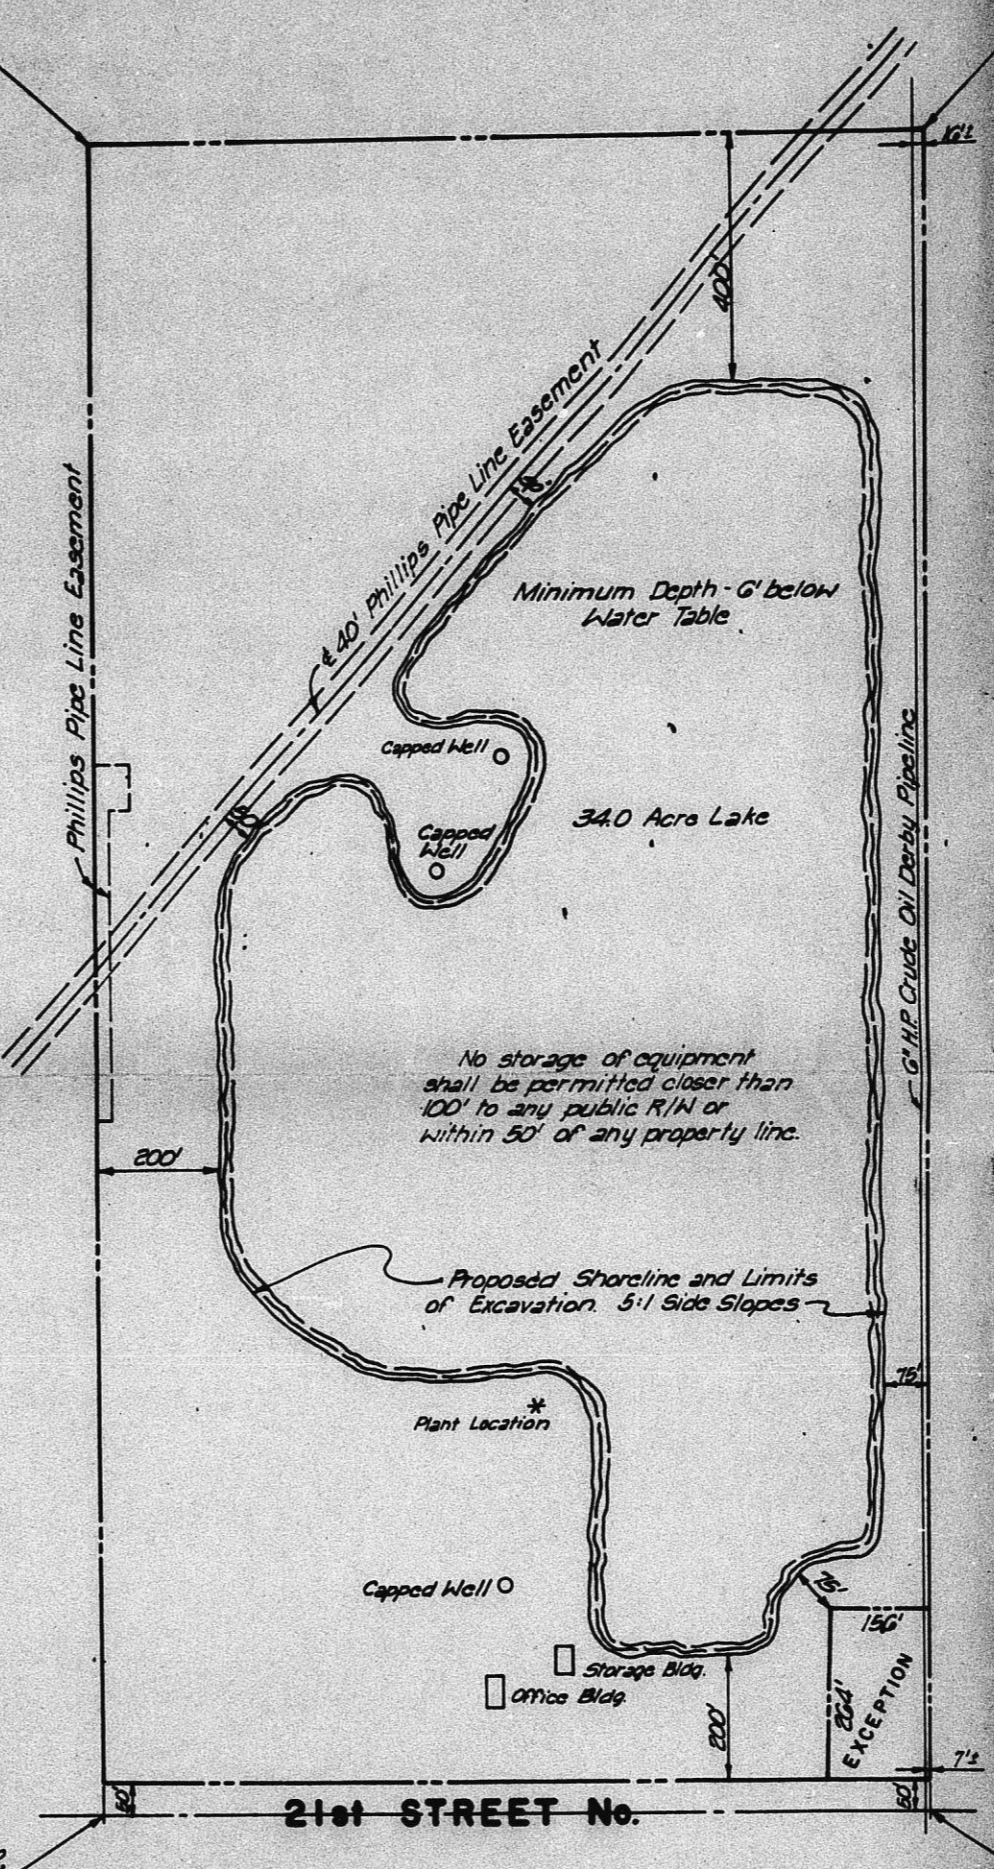 16'±
400'
₵ 40' Phillips Pipe Line Easement
Phillips Pipe Line Easement
Minimum Depth - 6' below
Water Table
Capped Well
34.0 Acre Lake
Capped
Well
6" H.P. Crude Oil Derby Pipeline
No storage of equipment
shall be permitted closer than
100' to any public R/W or
within 50' of any property line.
200'
Proposed Shoreline and Limits
of Excavation. 5:1 Side Slopes
75'
Plant Location
Capped Well
75'
156'
Storage Bldg.
Office Bldg.
200'
264'
EXCEPTION
7'±
50'
50'
21st STREET No.